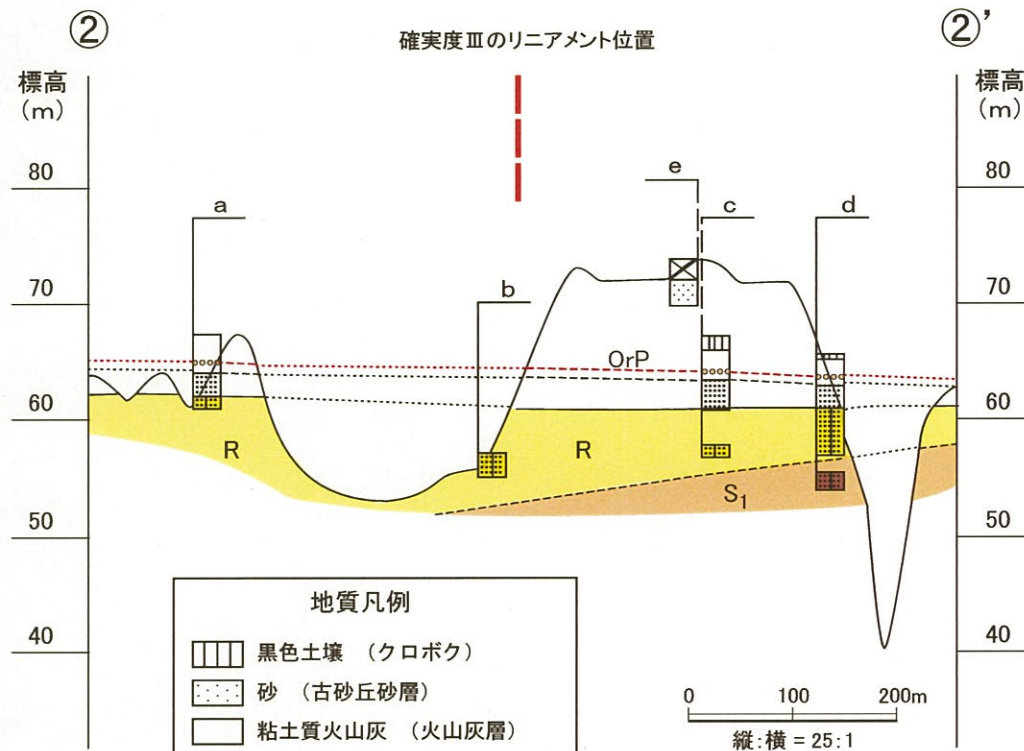 ② ②’
確実度Ⅲのリニアメント位置
標高
(m)
標高
(m)
80
80
e
a
c
d
70
70
b
OrP
60
60
R
R
S1
50
50
地質凡例
40
40
黒色土壌 (クロボク)
砂 (古砂丘砂層)
0 100 200m
粘土質火山灰 (火山灰層)
縦:横 = 25:1